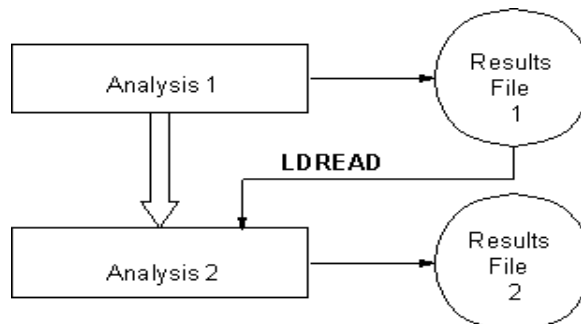 Analysis 1
Results
File
1
LDREAD
Analysis 2
Results
File
2